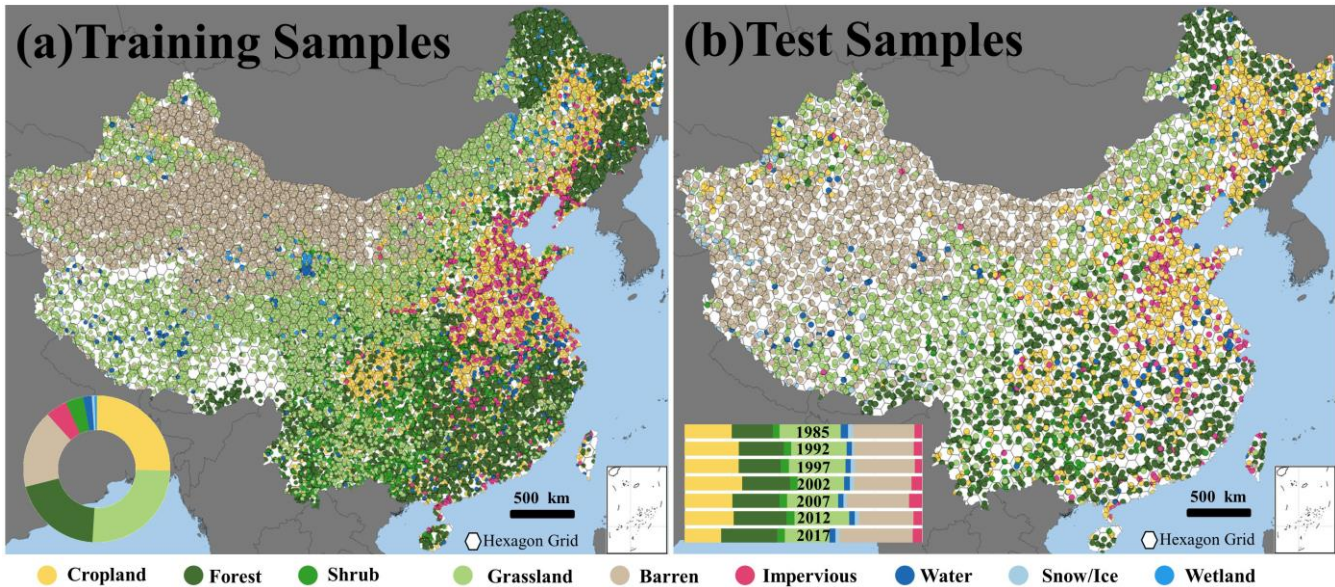 (a)Training Samples
500 km
Hexagon Grid
(b)Test Samples
1985
1992
1997
2002
2007
2012
2017
500 km
Hexagon Grid
Cropland Forest Shrub Grassland Barren Impervious Water Snow/Ice Wetland